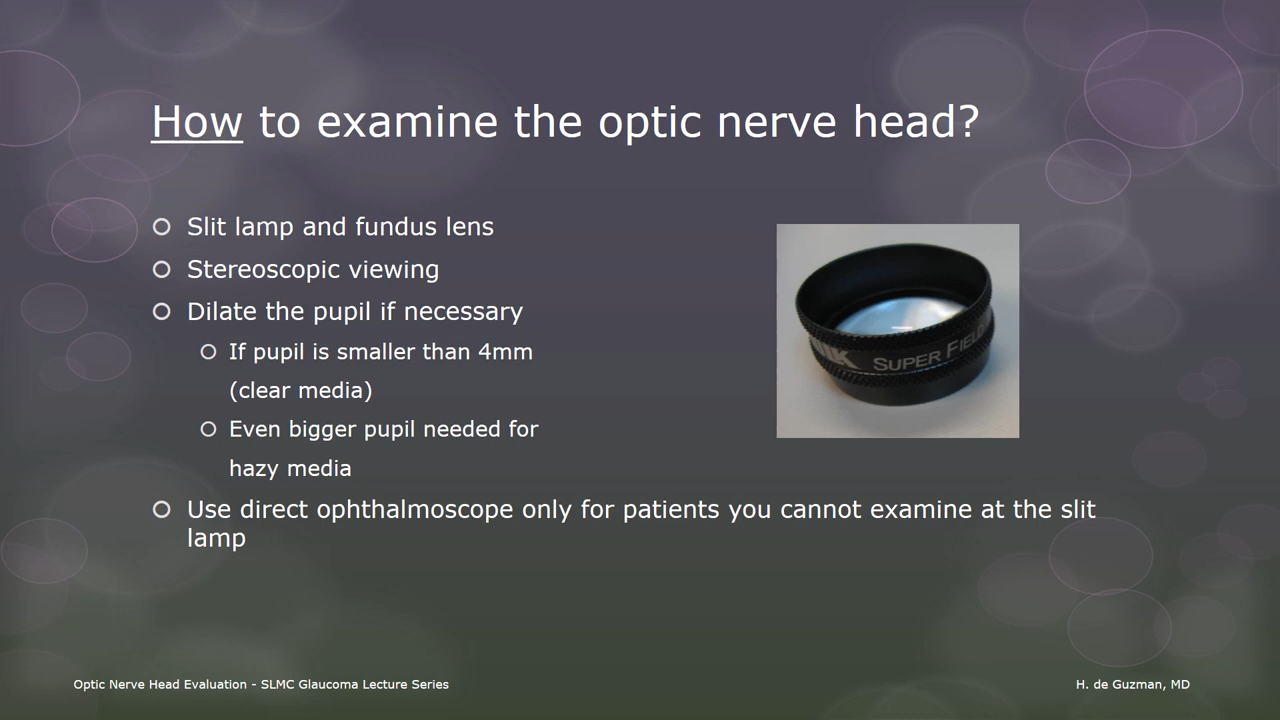 How to examine the optic nerve head?
Slit lamp and fundus lens
Stereoscopic viewing
Dilate the pupil if necessary
If pupil is smaller than 4mm
(clear media)
Even bigger pupil needed for
hazy media
Use direct ophthalmoscope only for patients you cannot examine at the slit
lamp
SUPER FIELD
Optic Nerve Head Evaluation - SLMC Glaucoma Lecture Series
H. de Guzman, MD